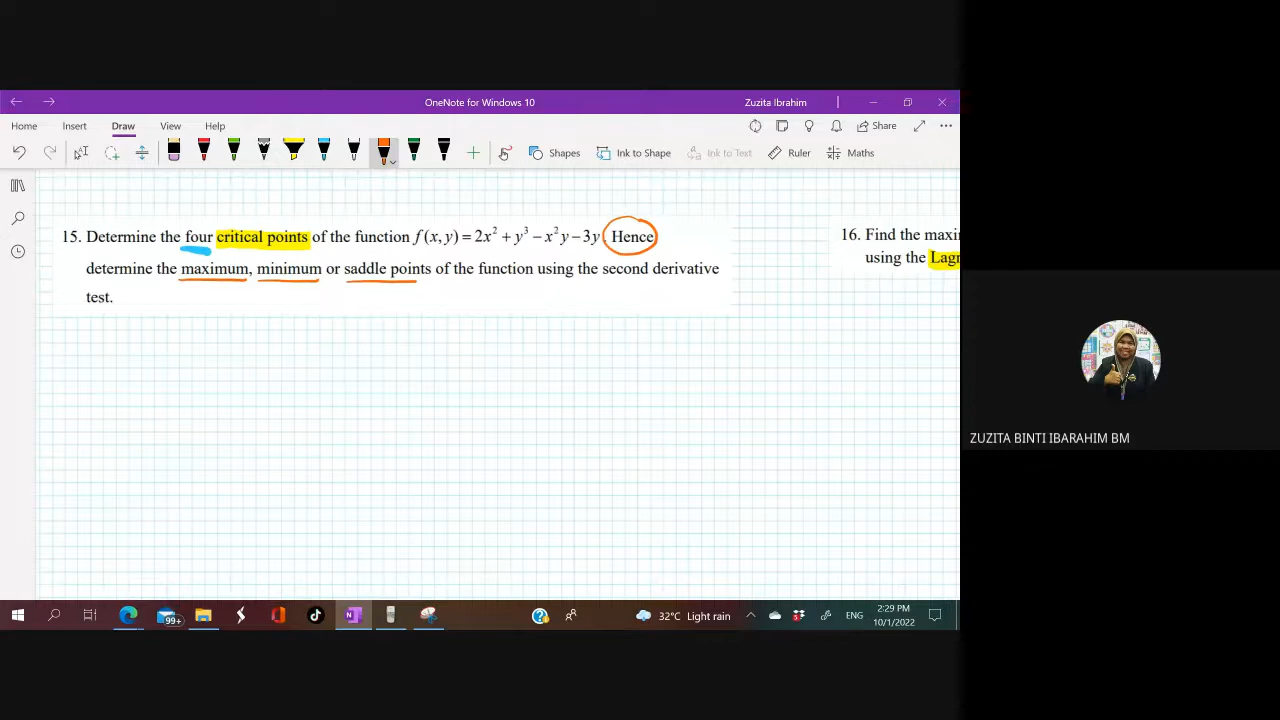 OneNote for Windows 10
Zuzita Ibrahim
Home Insert Draw View Help
Share
Shapes Ink to Shape Ink to Text Ruler Maths
15. Determine the four critical points of the function f(x, y) = 2x² + y³ − x²y − 3y. Hence
determine the maximum, minimum or saddle points of the function using the second derivative
test.
16. Find the maxi
using the Lagr
ZUZITA BINTI IBARAHIM BM
99+
5
32°C Light rain
ENG
2:29 PM
10/1/2022